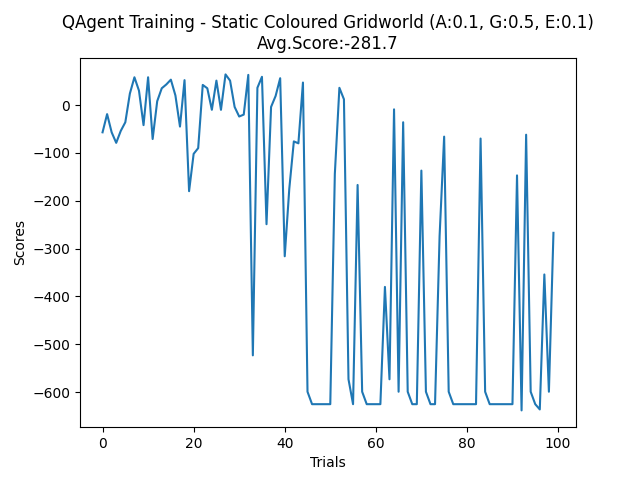 QAgent Training - Static Coloured Gridworld (A:0.1, G:0.5, E:0.1)
Avg.Score:-281.7
0
−100
−200
−300
−400
−500
−600
Scores
0 20 40 60 80 100
Trials